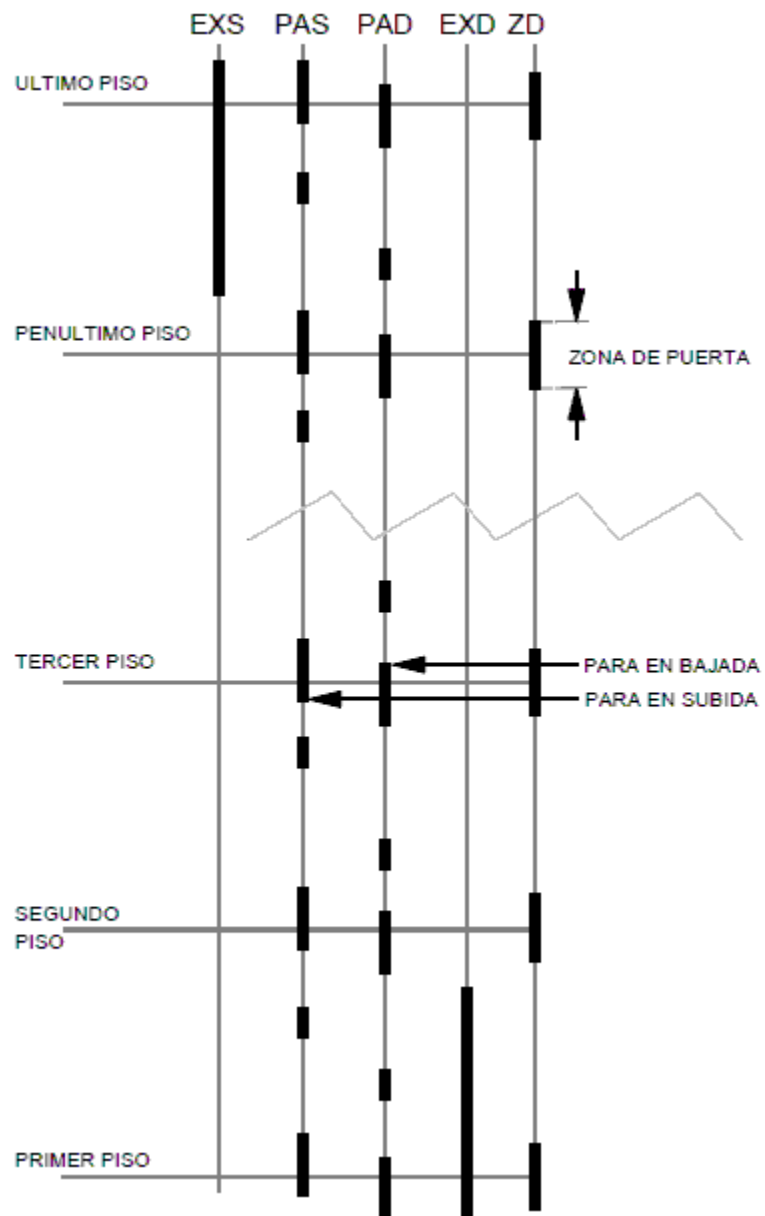 EXS PAS PAD EXD ZD
ULTIMO PISO
PENULTIMO PISO
ZONA DE PUERTA
TERCER PISO
PARA EN BAJADA
PARA EN SUBIDA
SEGUNDO
PISO
PRIMER PISO